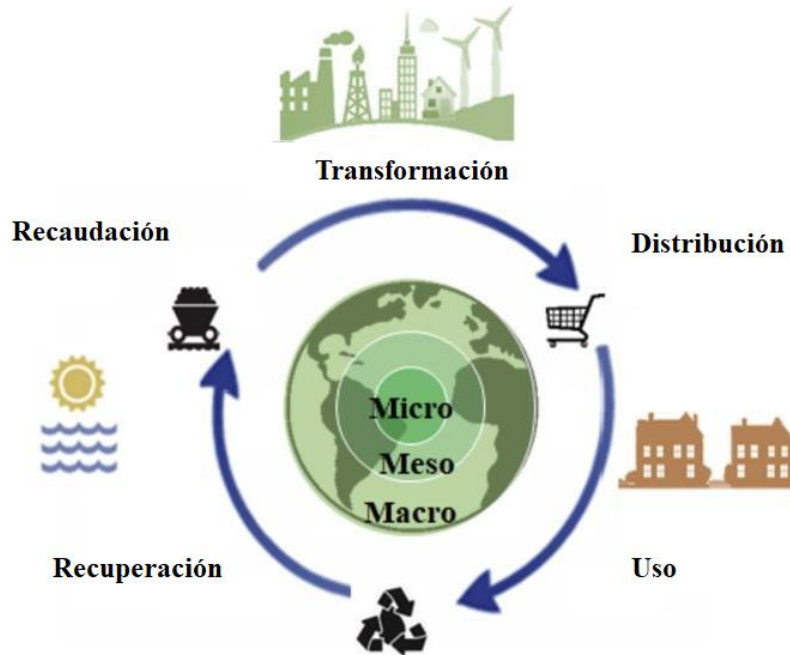 Transformación
Recaudación
Distribución
Micro
Meso
Macro
Recuperación
Uso